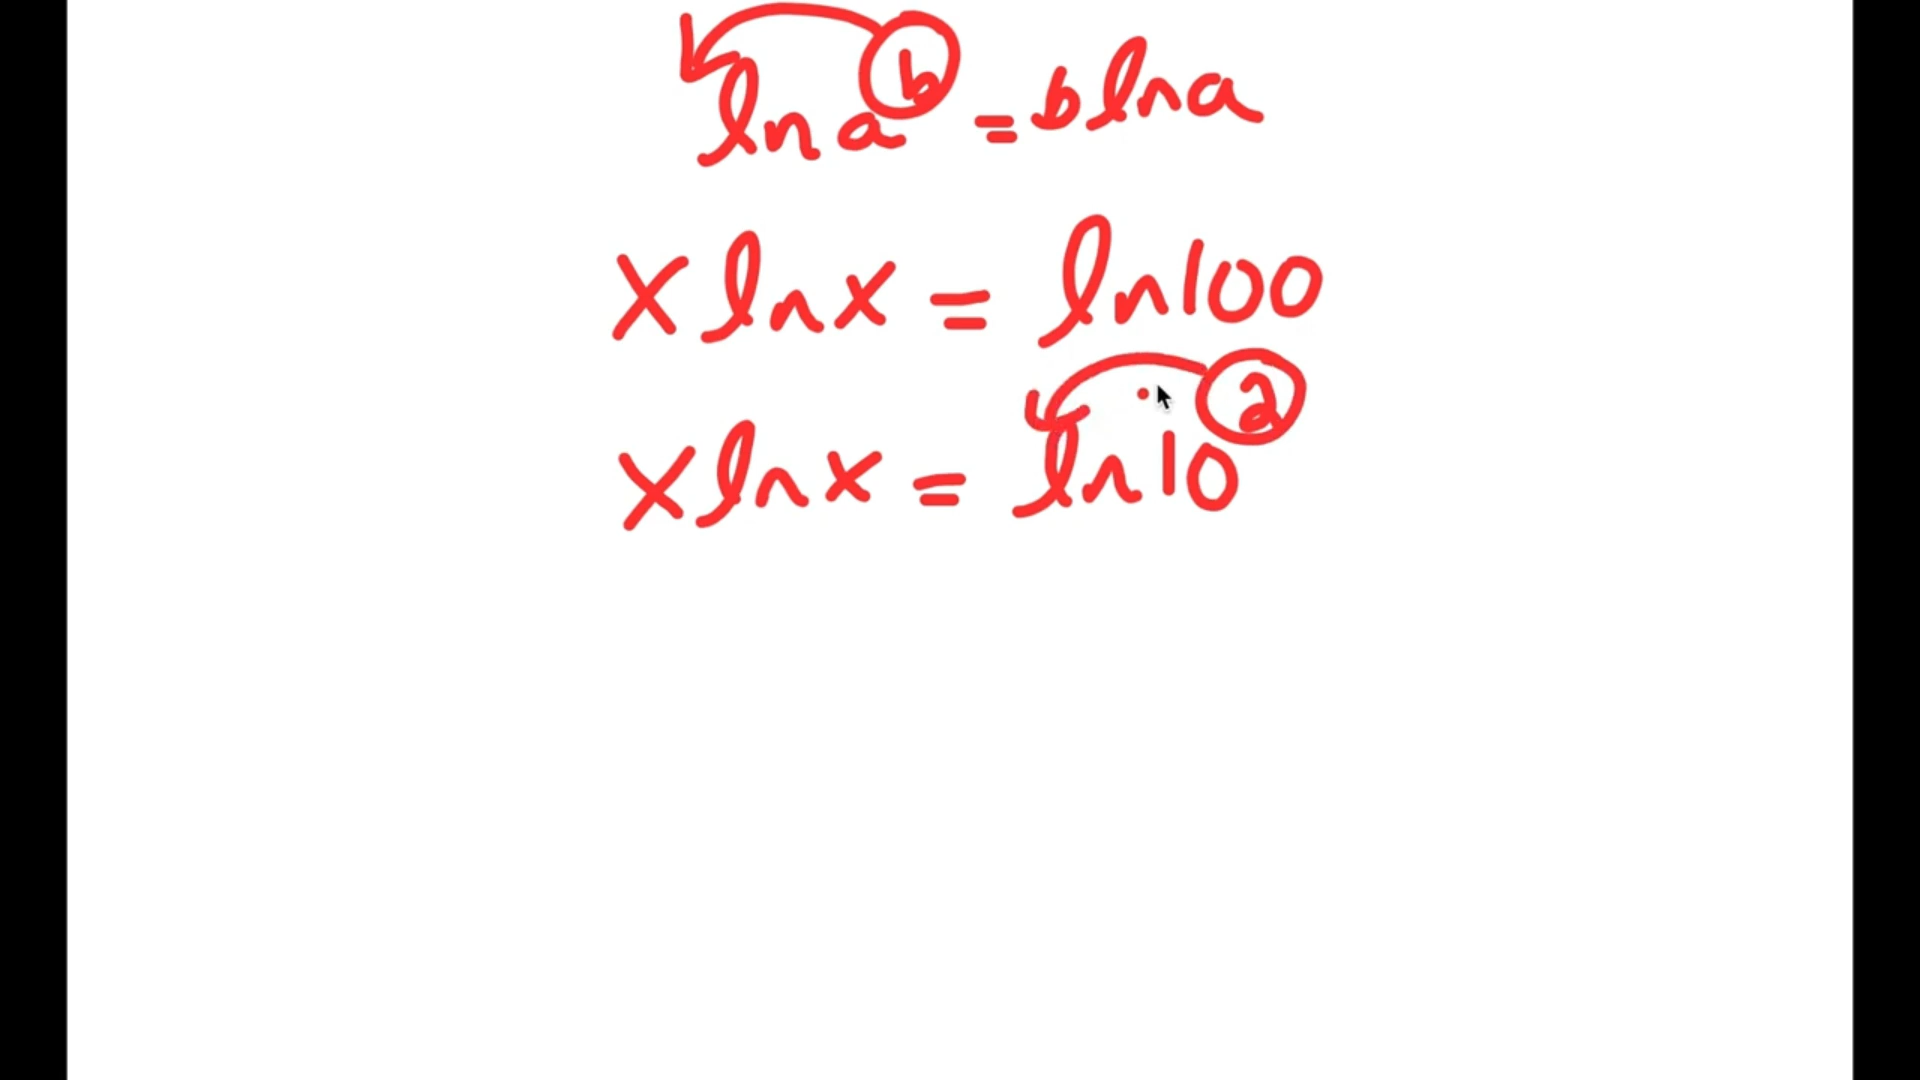 ln a^b = b ln a
x ln x = ln 100
x ln x = ln 10^2